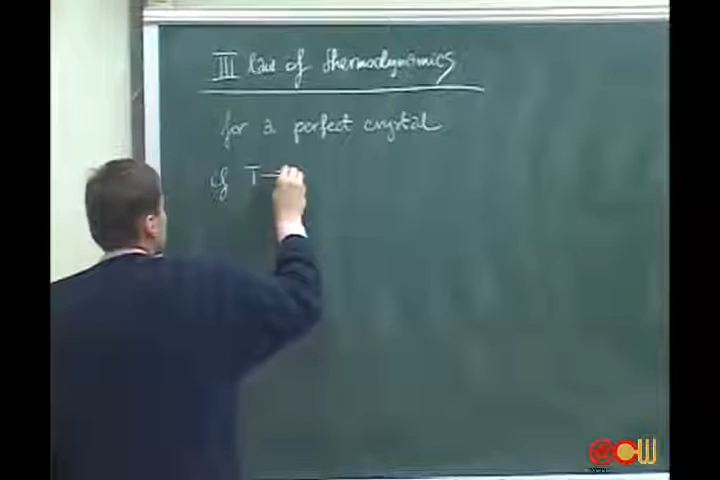 III law of thermodynamics
for a perfect crystal
if T→